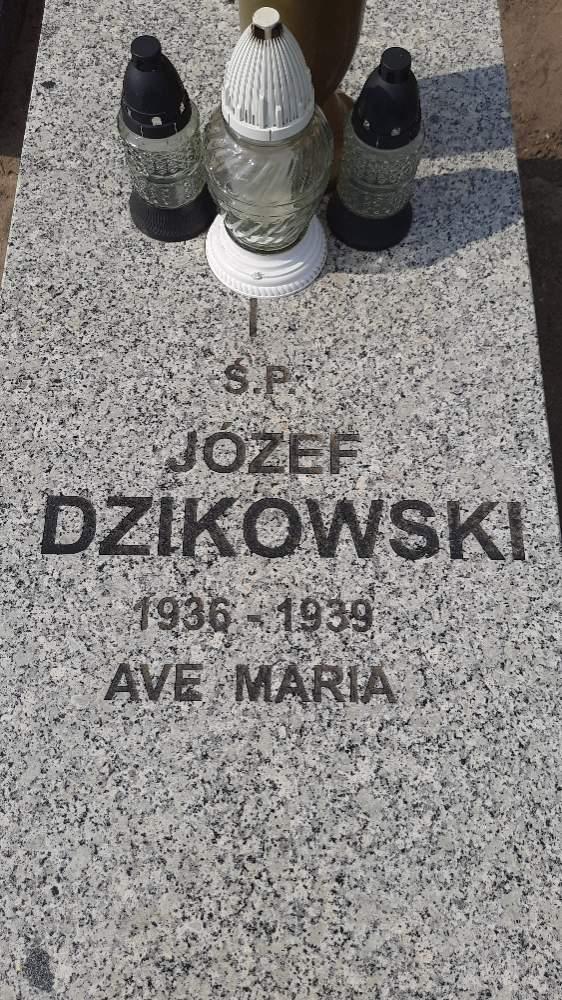 Ś.P
JÓZEF
DZIKOWSKI
1936 - 1939
AVE MARIA